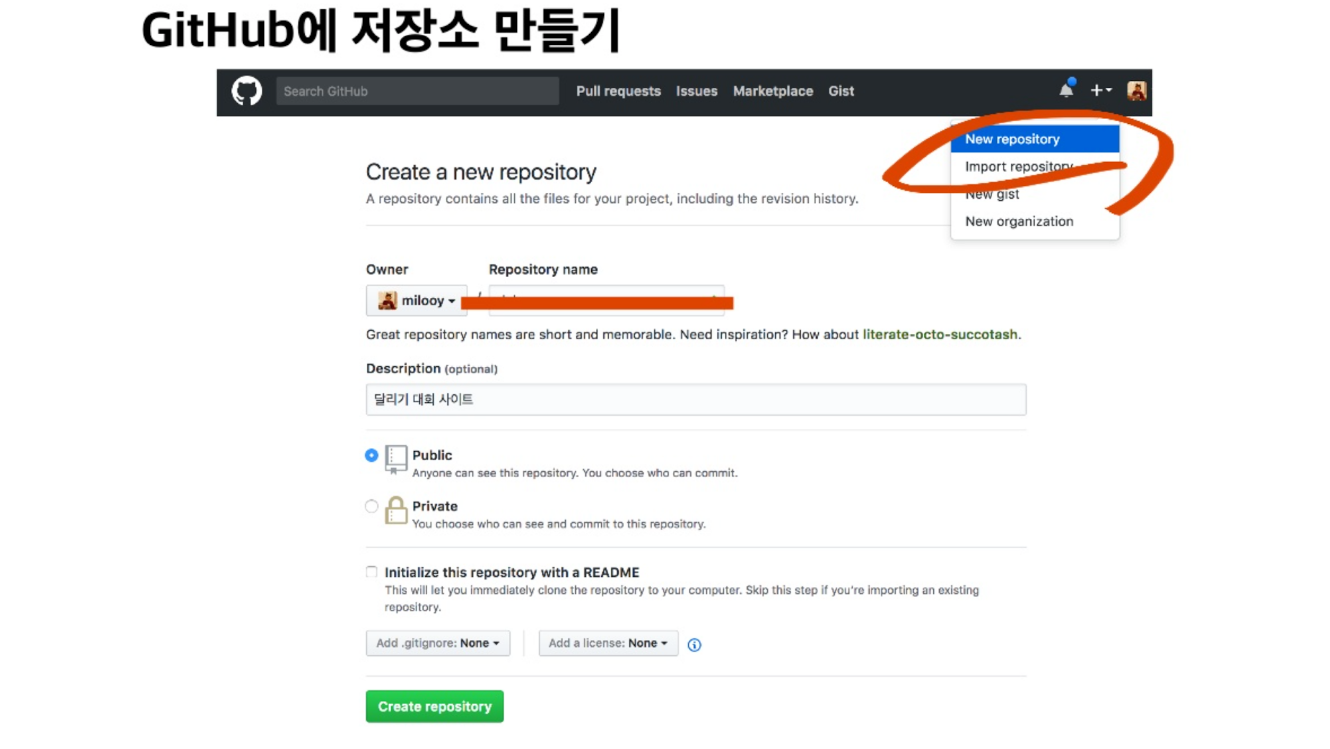 GitHub에 저장소 만들기
Search GitHub
Pull requests
Issues
Marketplace
Gist
New repository
Import repository
New gist
New organization
Create a new repository
A repository contains all the files for your project, including the revision history.
Owner
Repository name
milooy
/
Great repository names are short and memorable. Need inspiration? How about literate-octo-succotash.
Description (optional)
달리기 대회 사이트
Public
Anyone can see this repository. You choose who can commit.
Private
You choose who can see and commit to this repository.
Initialize this repository with a README
This will let you immediately clone the repository to your computer. Skip this step if you're importing an existing
repository.
Add .gitignore: None
Add a license: None
Create repository